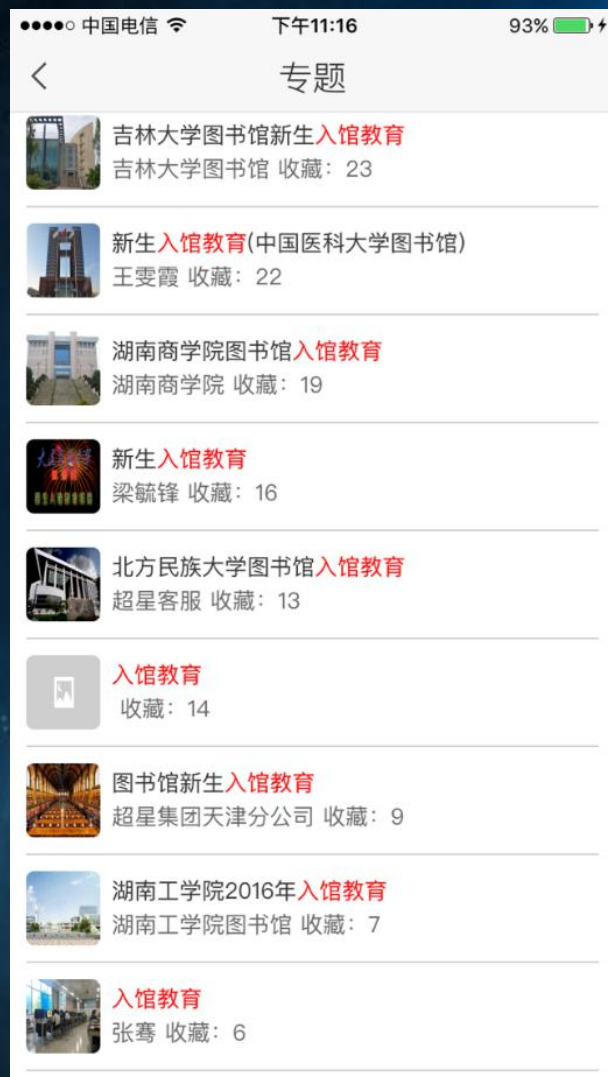 中国电信 下午11:16 93%
专题
吉林大学图书馆新生入馆教育
吉林大学图书馆 收藏：23
新生入馆教育(中国医科大学图书馆)
王雯霞 收藏：22
湖南商学院图书馆入馆教育
湖南商学院 收藏：19
新生入馆教育
梁毓锋 收藏：16
北方民族大学图书馆入馆教育
超星客服 收藏：13
入馆教育
收藏：14
图书馆新生入馆教育
超星集团天津分公司 收藏：9
湖南工学院2016年入馆教育
湖南工学院图书馆 收藏：7
入馆教育
张骞 收藏：6